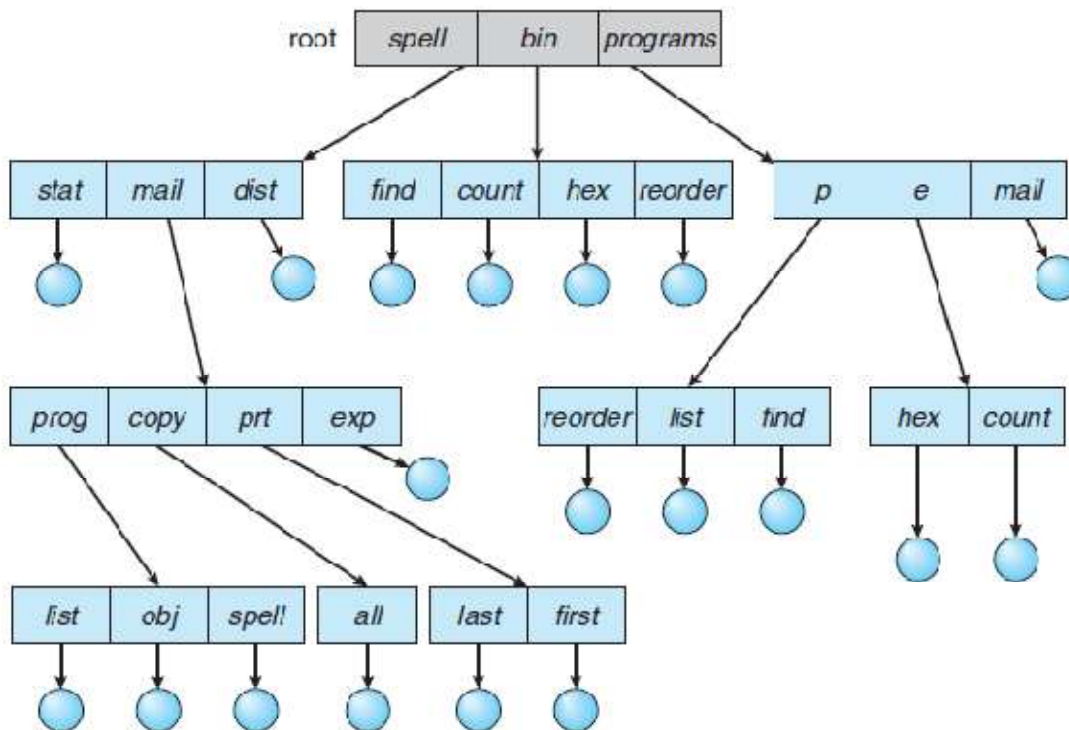 root spell bin programs
stat mail dist find count hex reorder p e mail
prog copy prt exp reorder list find hex count
list obj spell all last first